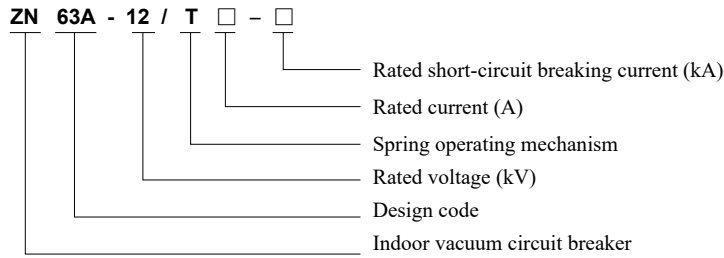 ZN 63A - 12 / T □ – □
Rated short-circuit breaking current (kA)
Rated current (A)
Spring operating mechanism
Rated voltage (kV)
Design code
Indoor vacuum circuit breaker